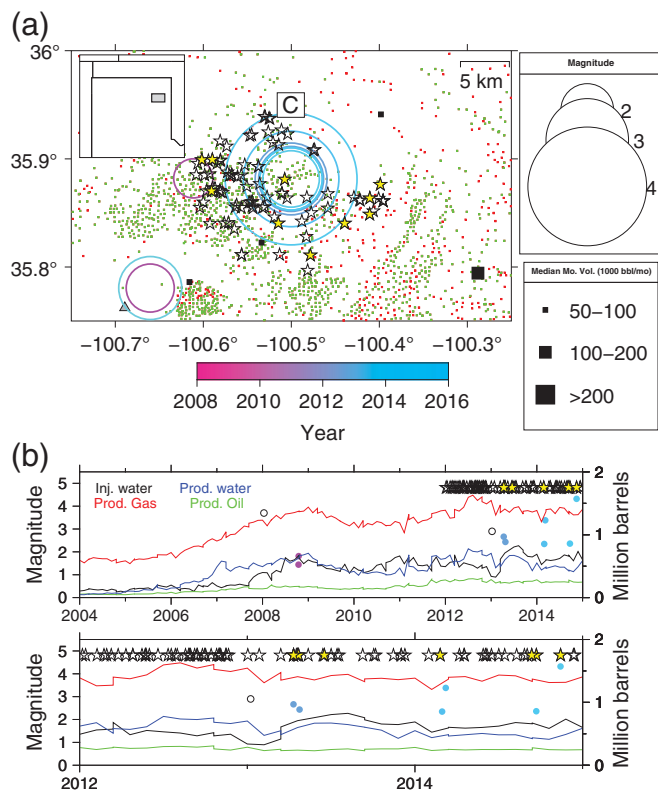 (a)
36°
35.9°
35.8°
−100.7° −100.6° −100.5° −100.4° −100.3°
C
5 km
2008 2010 2012 2014 2016
Year
Magnitude
2
3
4
Median Mo. Vol. (1000 bbl/mo)
50−100
100−200
>200
(b)
Inj. water Prod. water
Prod. Gas Prod. Oil
Magnitude
5
4
3
2
1
0
2
1
0
Million barrels
2004 2006 2008 2010 2012 2014
Magnitude
5
4
3
2
1
0
2
1
0
Million barrels
2012 2014